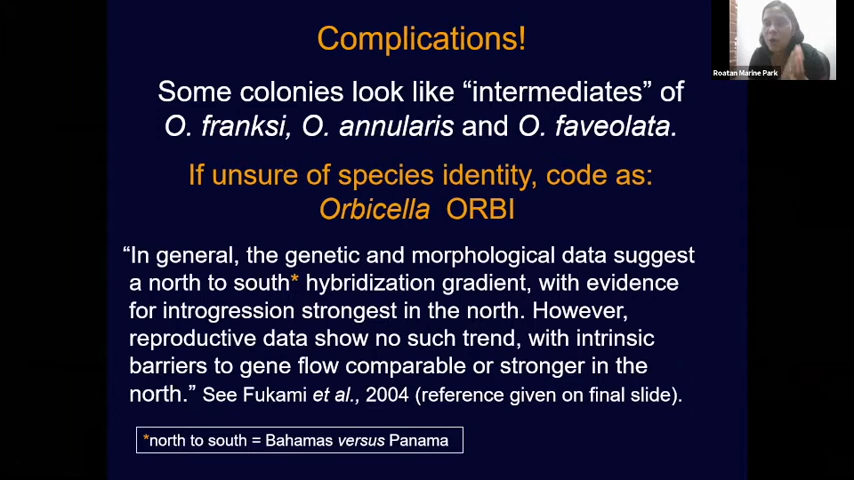 Complications!
Some colonies look like “intermediates” of
O. franksi, O. annularis and O. faveolata.
If unsure of species identity, code as:
Orbicella ORBI
“In general, the genetic and morphological data suggest
a north to south* hybridization gradient, with evidence
for introgression strongest in the north. However,
reproductive data show no such trend, with intrinsic
barriers to gene flow comparable or stronger in the
north.” See Fukami et al., 2004 (reference given on final slide).
*north to south = Bahamas versus Panama
Roatan Marine Park